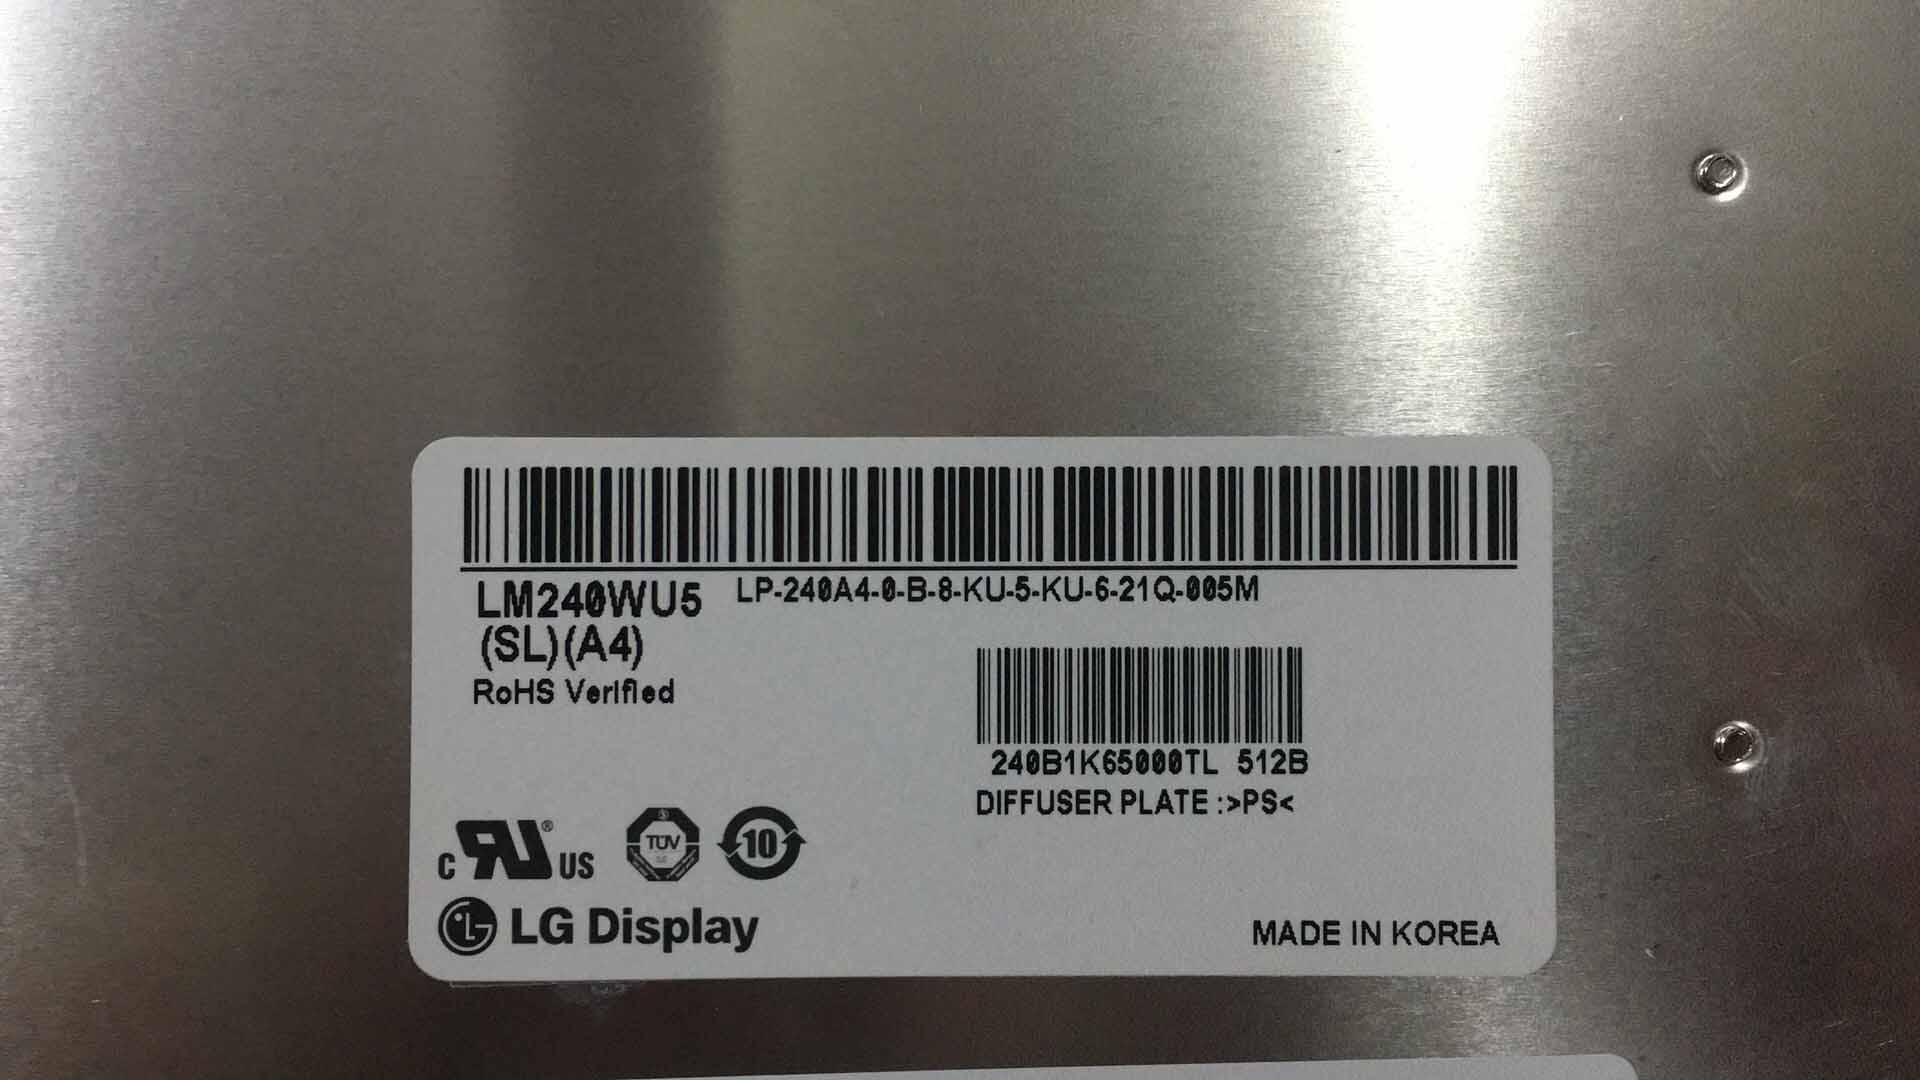 LM240WU5 LP-240A4-0-B-8-KU-5-KU-6-21Q-005M
(SL)(A4)
RoHS Verified
240B1K65000TL 512B
DIFFUSER PLATE :>PS<
C RU ® US TÜV 10
LG Display
MADE IN KOREA